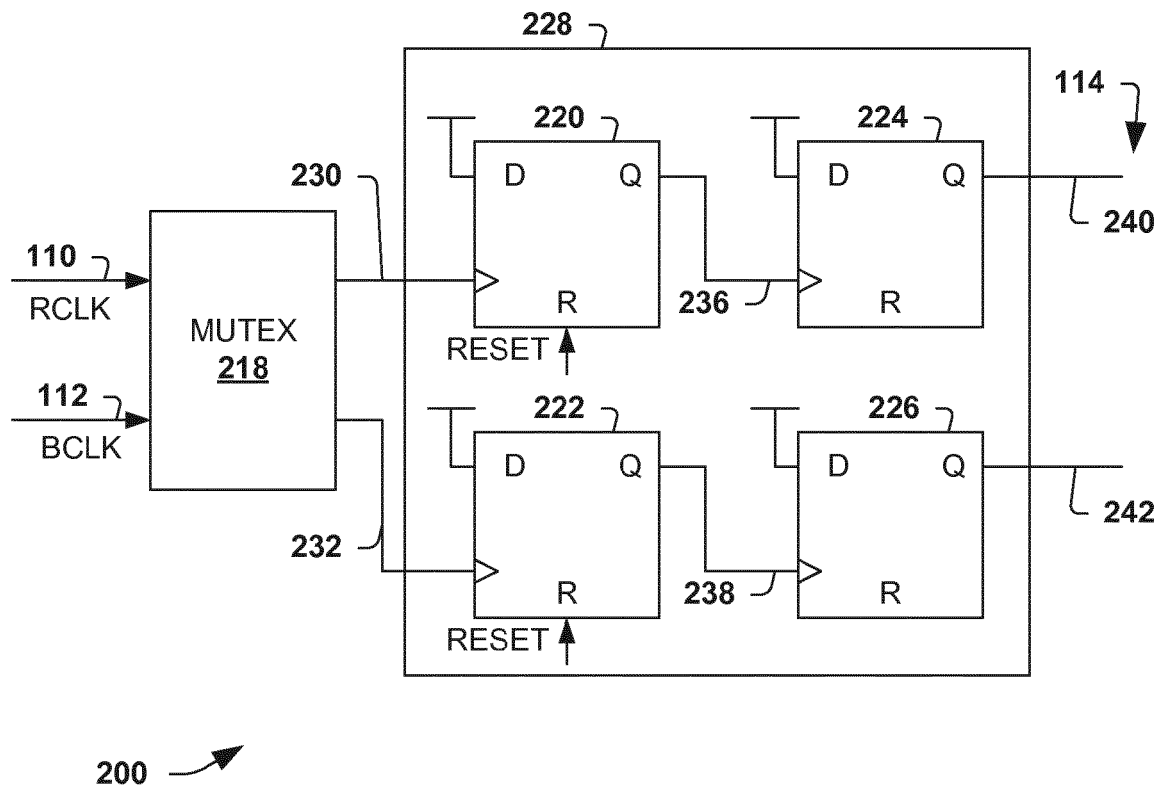 228
114
220
224
D
Q
D
Q
230
240
110
RCLK
236
R
R
MUTEX
218
RESET
112
BCLK
222
226
D
Q
D
Q
232
242
238
R
R
RESET
200